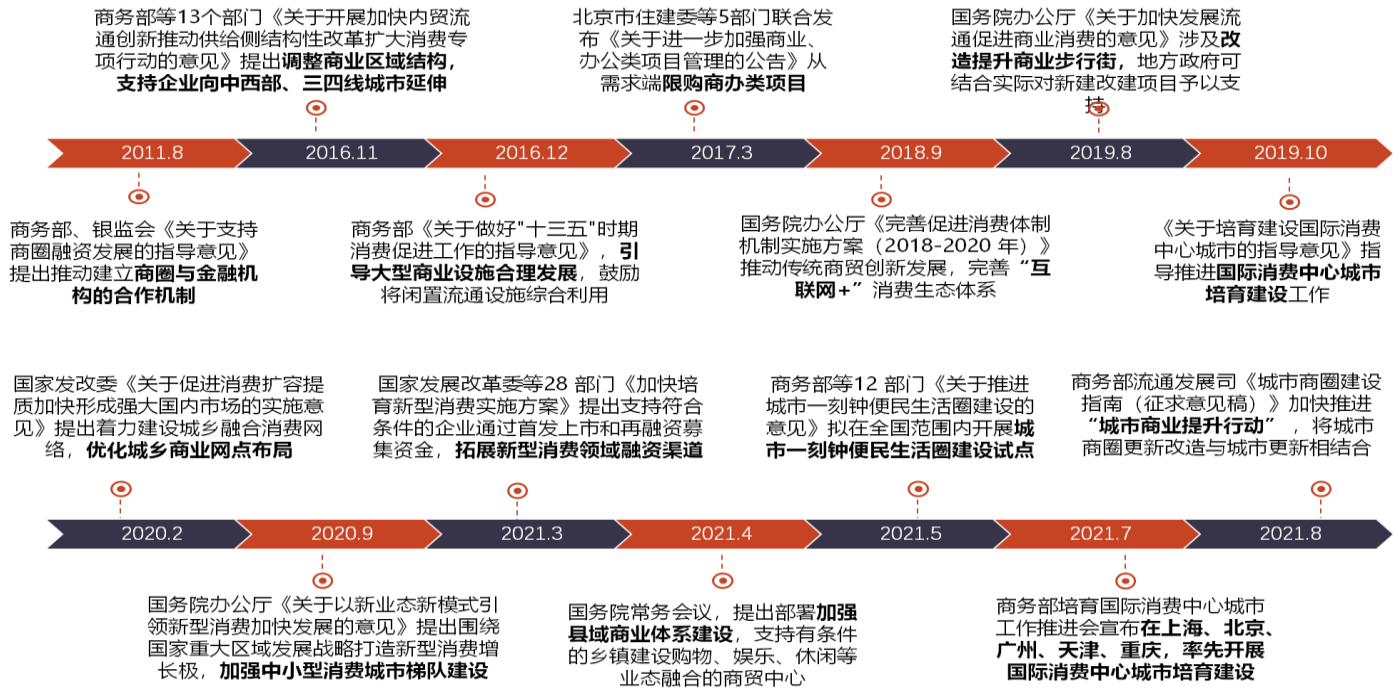 商务部等13个部门《关于开展加快内贸流
通创新推动供给侧结构性改革扩大消费专
项行动的意见》提出调整商业区域结构，
支持企业向中西部、三四线城市延伸
北京市住建委等5部门联合发
布《关于进一步加强商业、
办公类项目管理的公告》从
需求端限购商办类项目
国务院办公厅《关于加快发展流
通促进商业消费的意见》涉及改
造提升商业步行街，地方政府可
结合实际对新建改建项目予以支
持
2011.8
2016.11
2016.12
2017.3
2018.9
2019.8
2019.10
商务部、银监会《关于支持
商圈融资发展的指导意见》
提出推动建立商圈与金融机
构的合作机制
商务部《关于做好"十三五"时期
消费促进工作的指导意见》，引
导大型商业设施合理发展，鼓励
将闲置流通设施综合利用
国务院办公厅《完善促进消费体制
机制实施方案（2018-2020 年）》
推动传统商贸创新发展，完善“互
联网+”消费生态体系
《关于培育建设国际消费
中心城市的指导意见》指
导推进国际消费中心城市
培育建设工作
国家发改委《关于促进消费扩容提
质加快形成强大国内市场的实施意
见》提出着力建设城乡融合消费网
络，优化城乡商业网点布局
国家发展改革委等28 部门《加快培
育新型消费实施方案》提出支持符合
条件的企业通过首发上市和再融资募
集资金，拓展新型消费领域融资渠道
商务部等12 部门《关于推进
城市一刻钟便民生活圈建设的
意见》拟在全国范围内开展城
市一刻钟便民生活圈建设试点
商务部流通发展司《城市商圈建设
指南（征求意见稿）》加快推进
“城市商业提升行动”，将城市
商圈更新改造与城市更新相结合
2020.2
2020.9
2021.3
2021.4
2021.5
2021.7
2021.8
国务院办公厅《关于以新业态新模式引
领新型消费加快发展的意见》提出围绕
国家重大区域发展战略打造新型消费增
长极，加强中小型消费城市梯队建设
国务院常务会议，提出部署加强
县域商业体系建设，支持有条件
的乡镇建设购物、娱乐、休闲等
业态融合的商贸中心
商务部培育国际消费中心城市
工作推进会宣布在上海、北京、
广州、天津、重庆，率先开展
国际消费中心城市培育建设